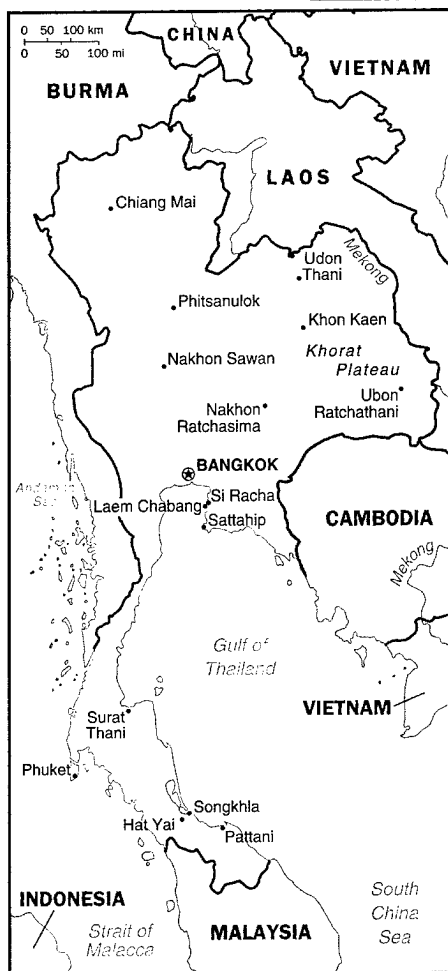 0 50 100 km
0 50 100 mi
CHINA
BURMA
VIETNAM
LAOS
Chiang Mai
Mekong
Udon
Thani
Phitsanulok
Khon Kaen
Nakhon Sawan
Khorat
Plateau
Ubon
Ratchathani
Nakhon
Ratchasima
BANGKOK
Andaman
Sea
Si Racha
Laem Chabang
Sattahip
CAMBODIA
Mekong
Gulf of
Thailand
VIETNAM
Surat
Thani
Phuket
Songkhla
Hat Yai
Pattani
INDONESIA
Strait of
Malacca
MALAYSIA
South
China
Sea